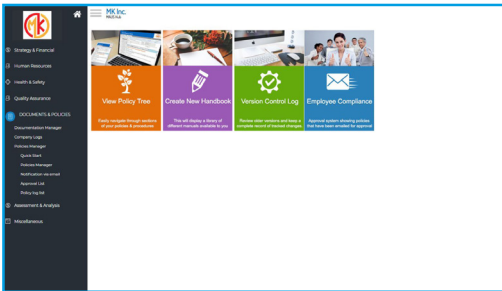 MK
MK Inc.
Strategy & Financial
Human Resources
Health & Safety
Quality Assurance
DOCUMENTS & POLICIES
Documentation Manager
Company Logs
Policies Manager
Quick Start
Policies Manager
Notification via email
Approval List
Policy log list
Assessment & Analysis
Miscellaneous
View Policy Tree
Easily navigate through sections
of your policies & procedures
Create New Handbook
This will display a library of
different manuals available to you
Version Control Log
Review older versions and keep a
complete record of tracked changes
Employee Compliance
Approval system showing policies
that have been emailed for approval